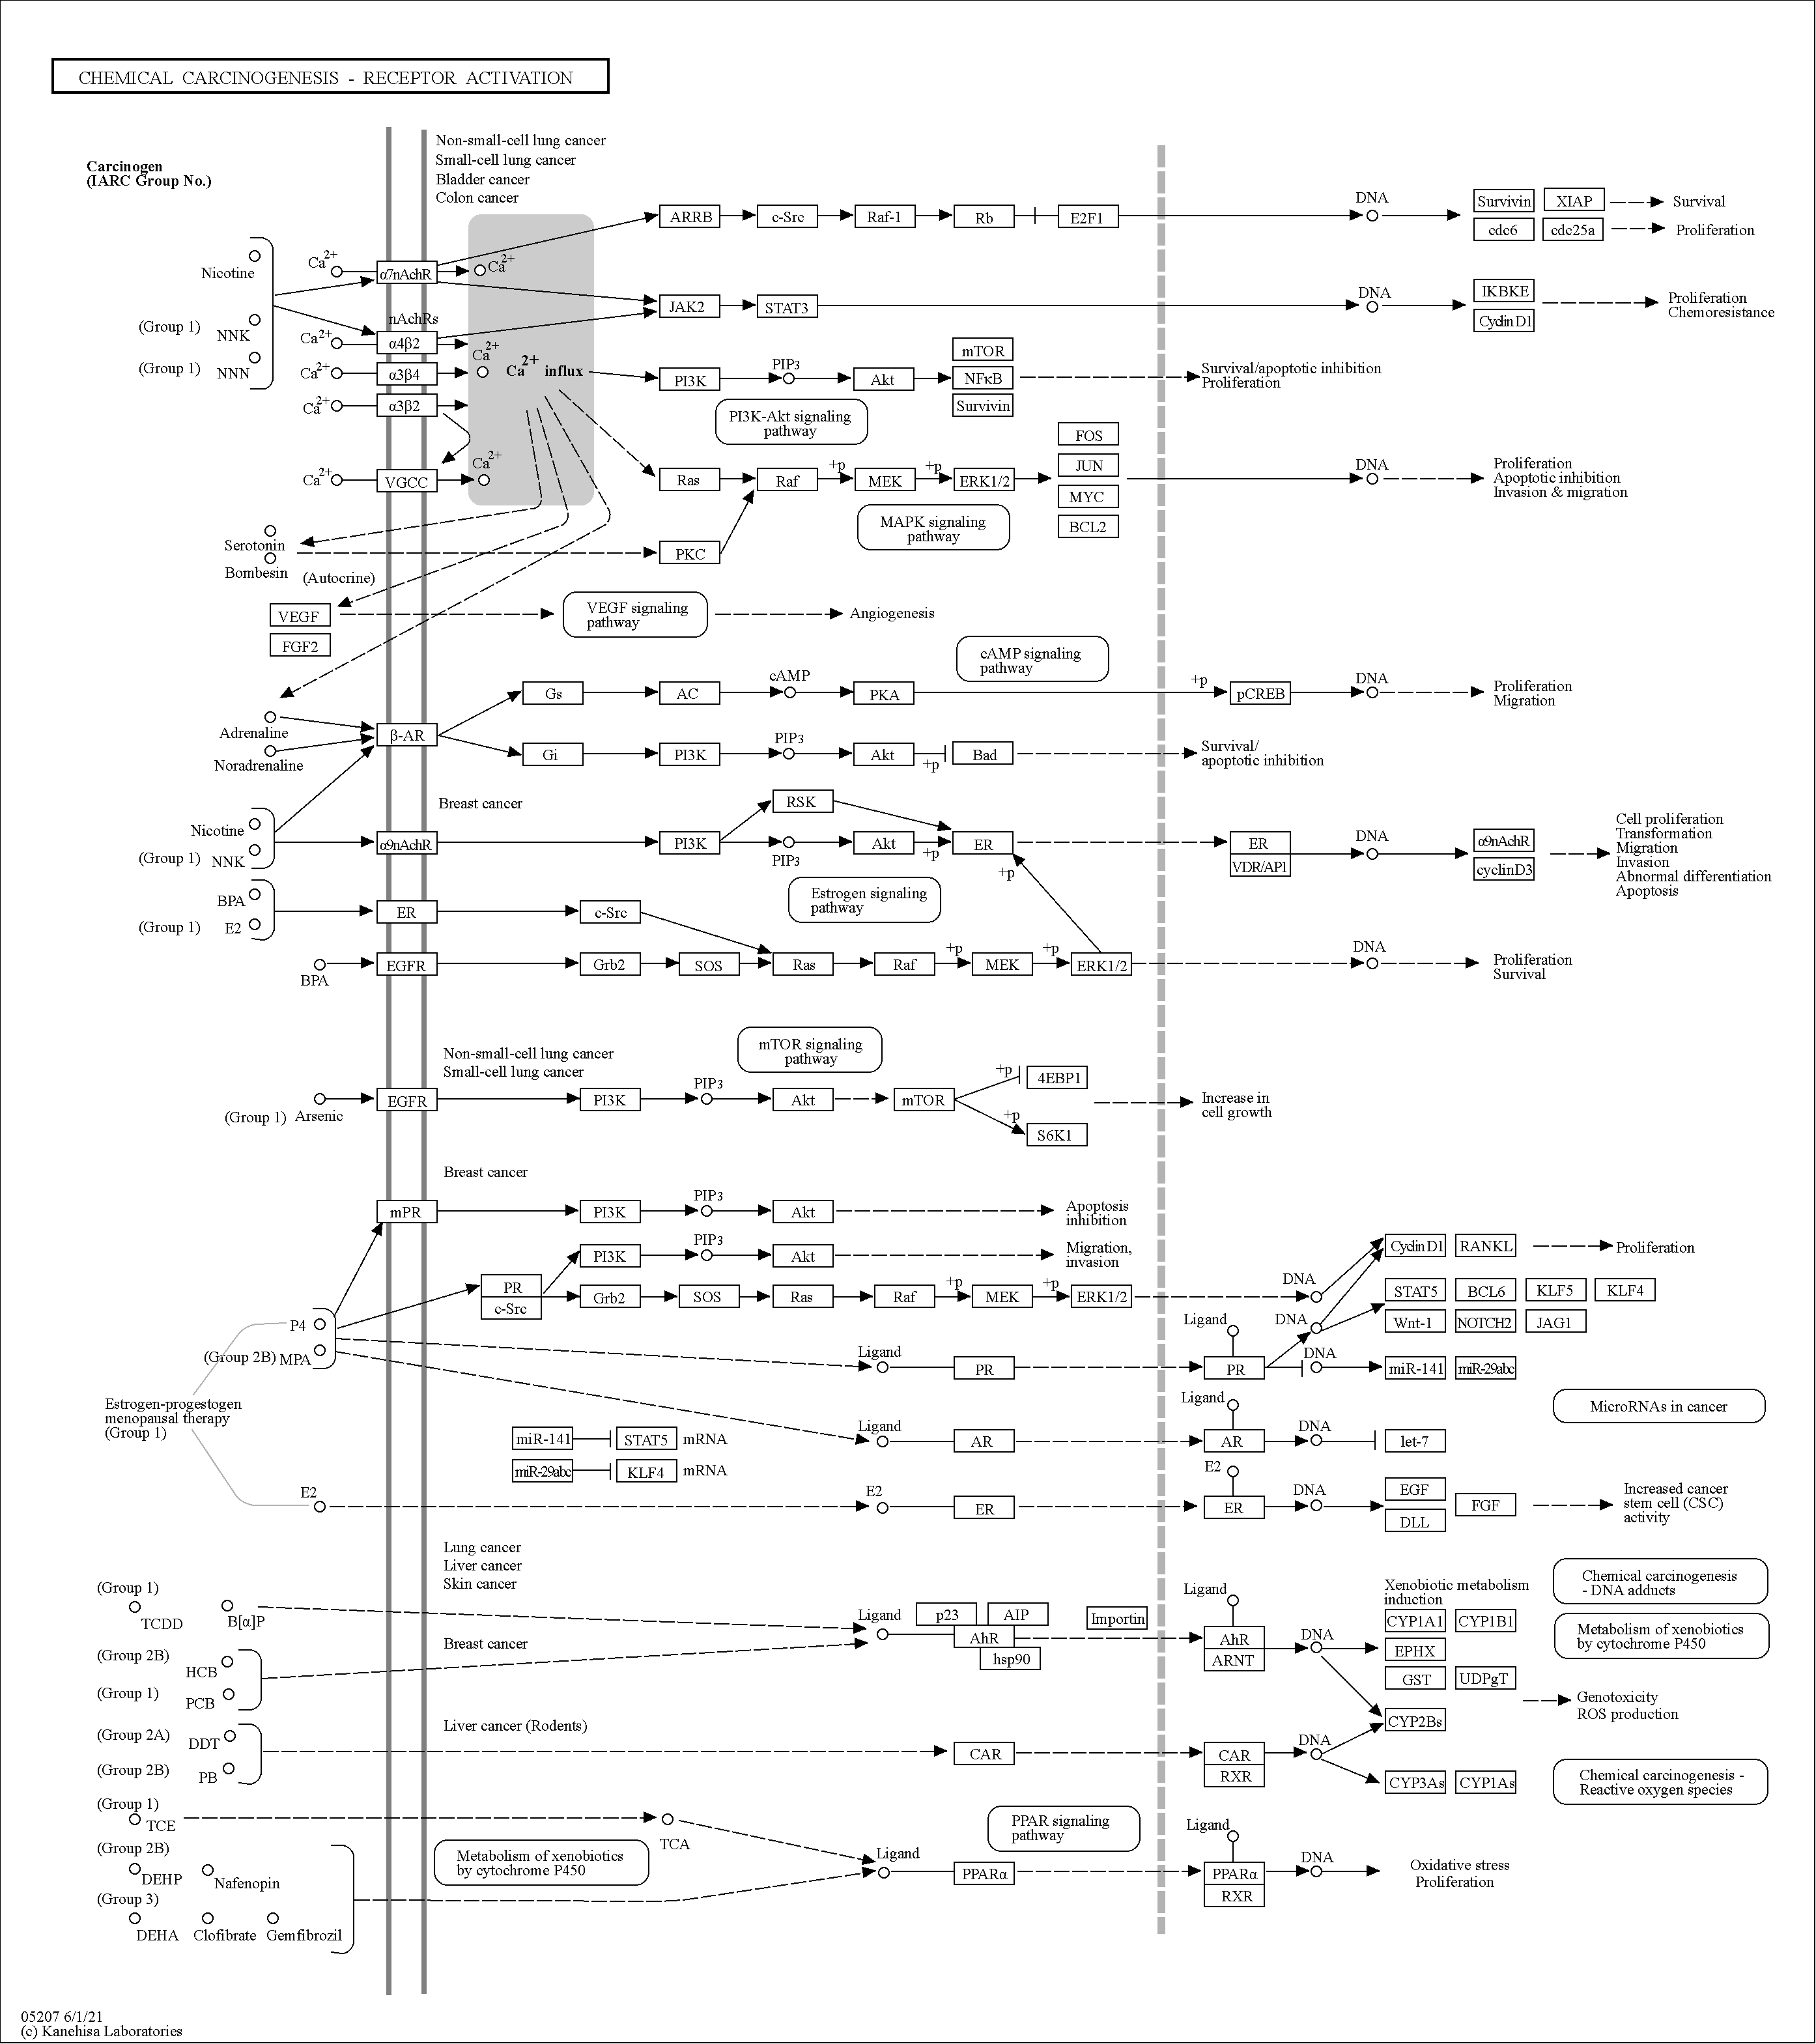 CHEMICAL CARCINOGENESIS - RECEPTOR ACTIVATION
Carcinogen
(IARC Group No.)
Non-small-cell lung cancer
Small-cell lung cancer
Bladder cancer
Colon cancer
Nicotine
(Group 1)
NNK
(Group 1)
NNN
Ca2+
α7nAchR
Ca2+
nAchRs
Ca2+
α4β2
Ca2+
Ca2+
α3β4
Ca2+
α3β2
Ca2+
VGCC
Ca2+
Ca2+ influx
ARRB
c-Src
Raf-1
Rb
E2F1
DNA
Survivin
XIAP
Survival
cdc6
cdc25a
Proliferation
JAK2
STAT3
DNA
IKBKE
Cyclin D1
Proliferation
Chemoresistance
PI3K
PIP3
Akt
mTOR
NFκB
Survivin
Survival/apoptotic inhibition
Proliferation
PI3K-Akt signaling
pathway
Ras
Raf
+p
MEK
+p
ERK1/2
FOS
JUN
MYC
BCL2
DNA
Proliferation
Apoptotic inhibition
Invasion & migration
MAPK signaling
pathway
Serotonin
Bombesin
(Autocrine)
PKC
VEGF
FGF2
VEGF signaling
pathway
Angiogenesis
cAMP signaling
pathway
Adrenaline
Noradrenaline
β-AR
Gs
AC
cAMP
PKA
+p
pCREB
DNA
Proliferation
Migration
Gi
PI3K
PIP3
Akt
+p
Bad
Survival/
apoptotic inhibition
Breast cancer
Nicotine
(Group 1)
NNK
α9nAchR
PI3K
RSK
PIP3
Akt
+p
ER
+p
ER
VDR/AP1
DNA
α9nAchR
cyclinD3
Cell proliferation
Transformation
Migration
Invasion
Abnormal differentiation
Apoptosis
Estrogen signaling
pathway
BPA
(Group 1)
E2
ER
c-Src
BPA
EGFR
Grb2
SOS
Ras
Raf
+p
MEK
+p
ERK1/2
DNA
Proliferation
Survival
Non-small-cell lung cancer
Small-cell lung cancer
mTOR signaling
pathway
(Group 1) Arsenic
EGFR
PI3K
PIP3
Akt
mTOR
+p
4EBP1
+p
S6K1
Increase in
cell growth
Breast cancer
mPR
PI3K
PIP3
Akt
Apoptosis
inhibition
PR
c-Src
PI3K
PIP3
Akt
Migration,
invasion
Grb2
SOS
Ras
Raf
+p
MEK
+p
ERK1/2
DNA
Cyclin D1
RANKL
Proliferation
STAT5
BCL6
KLF5
KLF4
Wnt-1
NOTCH2
JAG1
P4
(Group 2B) MPA
Ligand
PR
Ligand
PR
DNA
DNA
miR-141
miR-29abc
Estrogen-progestogen
menopausal therapy
(Group 1)
MicroRNAs in cancer
miR-141
STAT5
mRNA
miR-29abc
KLF4
mRNA
Ligand
AR
Ligand
AR
DNA
let-7
E2
E2
ER
E2
ER
DNA
EGF
DLL
FGF
Increased cancer
stem cell (CSC)
activity
Lung cancer
Liver cancer
Skin cancer
(Group 1)
TCDD
B[α]P
Breast cancer
(Group 2B)
HCB
(Group 1)
PCB
Ligand
p23
AIP
AhR
hsp90
Importin
Ligand
AhR
ARNT
DNA
Xenobiotic metabolism
induction
CYP1A1
CYP1B1
EPHX
GST
UDPgT
CYP2Bs
Chemical carcinogenesis
- DNA adducts
Metabolism of xenobiotics
by cytochrome P450
Genotoxicity
ROS production
Liver cancer (Rodents)
(Group 2A)
DDT
(Group 2B)
PB
CAR
CAR
RXR
DNA
CYP3As
CYP1As
Chemical carcinogenesis -
Reactive oxygen species
(Group 1)
TCE
TCA
(Group 2B)
DEHP
Nafenopin
(Group 3)
DEHA
Clofibrate
Gemfibrozil
Metabolism of xenobiotics
by cytochrome P450
PPAR signaling
pathway
Ligand
PPARα
Ligand
PPARα
RXR
DNA
Oxidative stress
Proliferation
05207 6/1/21
(c) Kanehisa Laboratories